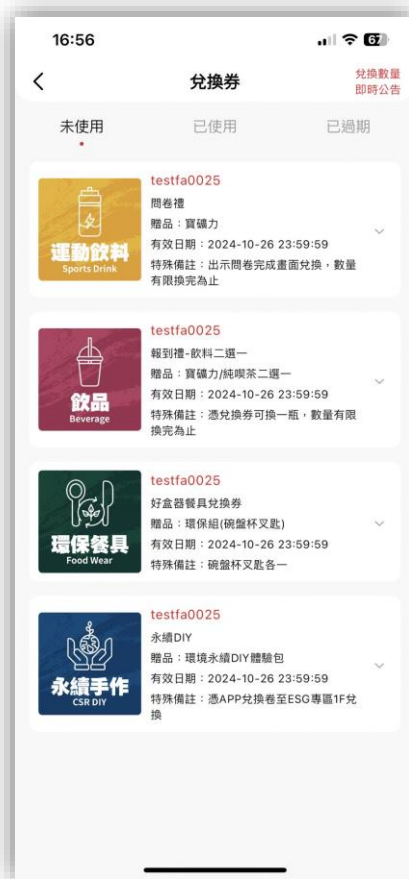 16:56
67
兌換券
兌換數量
即時公告
未使用
已使用
已過期
運動飲料
Sports Drink
testfa0025
問卷禮
贈品：寶礦力
有效日期：2024-10-26 23:59:59
特殊備註：出示問卷完成畫面兌換，數量
有限換完為止
飲品
Beverage
testfa0025
報到禮-飲料二選一
贈品：寶礦力/純喫茶二選一
有效日期：2024-10-26 23:59:59
特殊備註：憑兌換券可換一瓶，數量有限
換完為止
環保餐具
Food Wear
testfa0025
好盒器餐具兌換券
贈品：環保組(碗盤杯叉匙)
有效日期：2024-10-26 23:59:59
特殊備註：碗盤杯叉匙各一
永續手作
CSR DIY
testfa0025
永續DIY
贈品：環境永續DIY體驗包
有效日期：2024-10-26 23:59:59
特殊備註：憑APP兌換卷至ESG專區1F兌
換